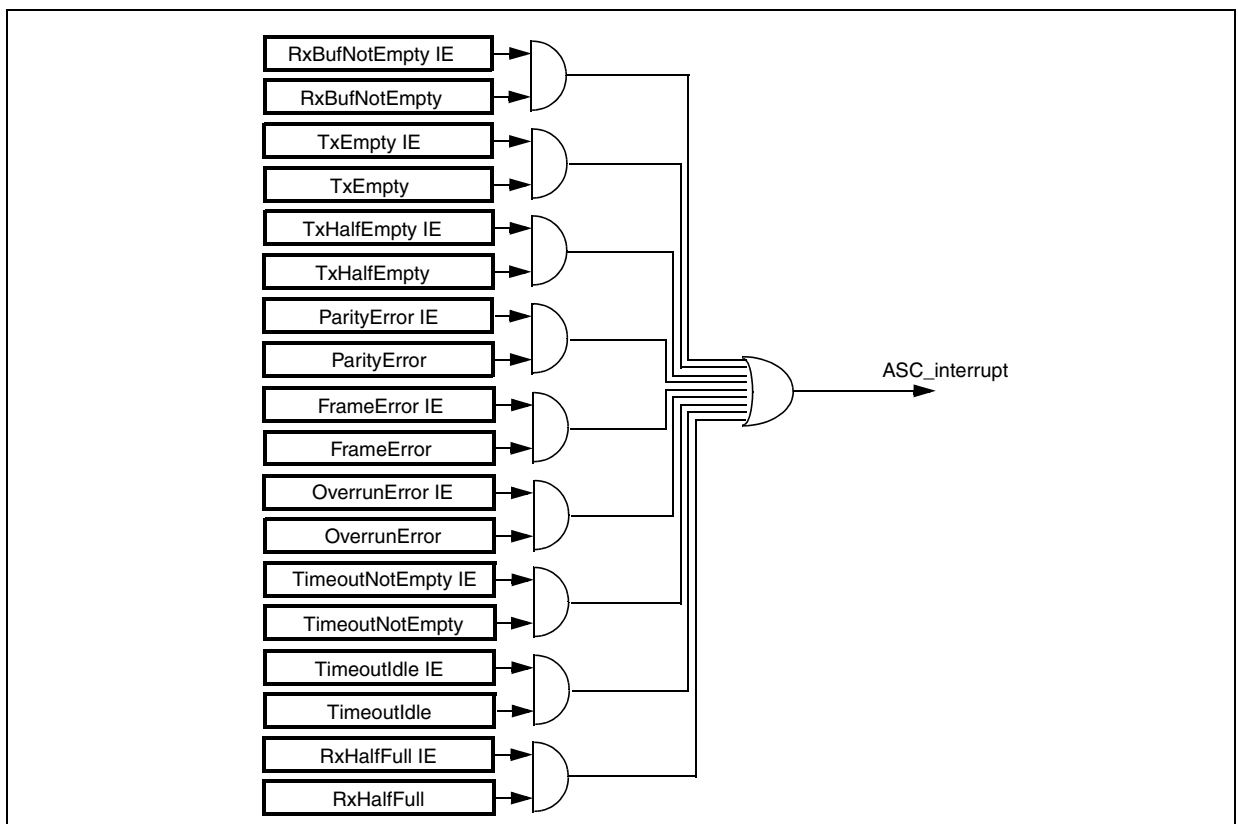 RxBufNotEmpty IE
RxBufNotEmpty
TxEmpty IE
TxEmpty
TxHalfEmpty IE
TxHalfEmpty
ParityError IE
ParityError
FrameError IE
FrameError
OverrunError IE
OverrunError
TimeoutNotEmpty IE
TimeoutNotEmpty
TimeoutIdle IE
TimeoutIdle
RxHalfFull IE
RxHalfFull
ASC_interrupt